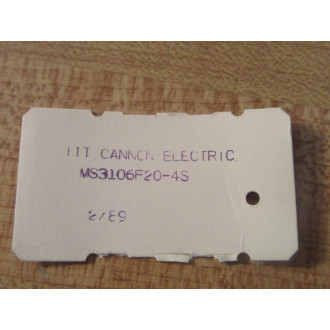 ITT CANNON ELECTRIC
MS3106F20-4S
2/89